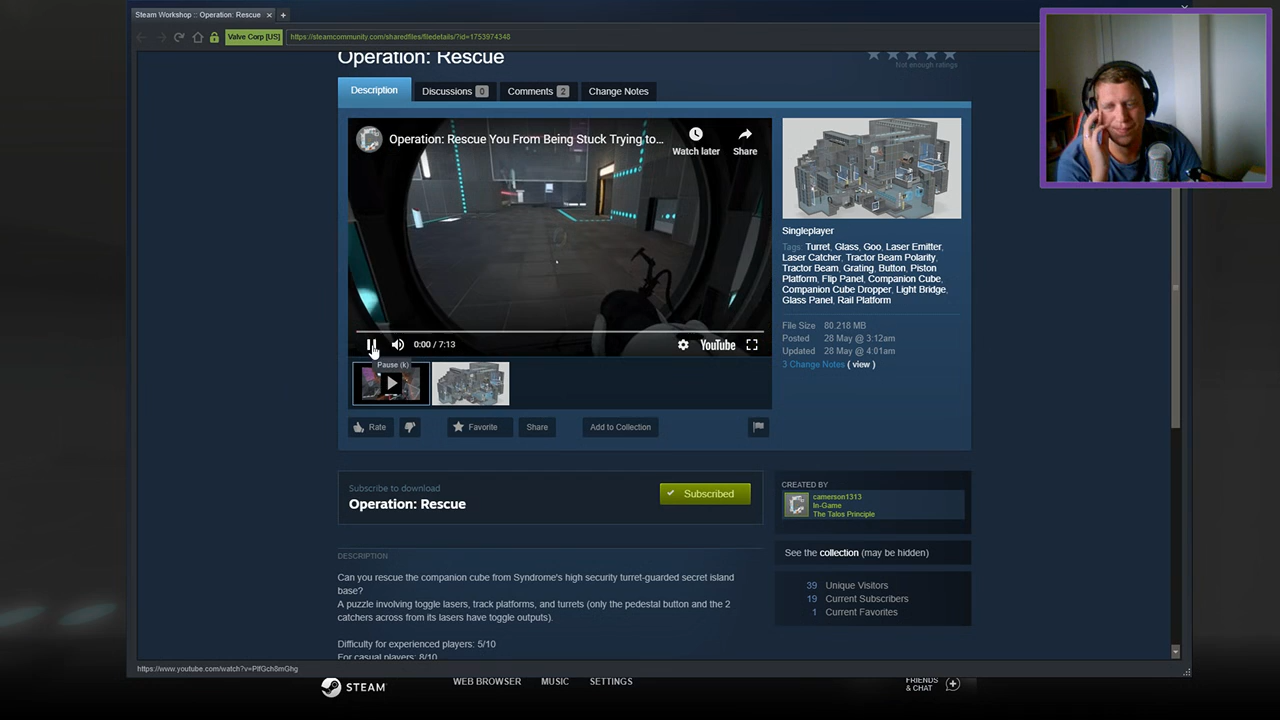 Steam Workshop :: Operation: Rescue
Valve Corp [US]
https://steamcommunity.com/sharedfiles/filedetails/?id=1753974348
Operation: Rescue
Not enough ratings
Description
Discussions 0
Comments 2
Change Notes
Operation: Rescue You From Being Stuck Trying to...
Watch later
Share
0:00 / 7:13
YouTube
Pause (k)
Rate
Favorite
Share
Add to Collection
Singleplayer
Tags: Turret, Glass, Goo, Laser Emitter,
Laser Catcher, Tractor Beam Polarity,
Tractor Beam, Grating, Button, Piston
Platform, Flip Panel, Companion Cube,
Companion Cube Dropper, Light Bridge,
Glass Panel, Rail Platform
File Size 80.218 MB
Posted 28 May @ 3:12am
Updated 28 May @ 4:01am
3 Change Notes ( view )
Subscribe to download
Operation: Rescue
Subscribed
CREATED BY
camerson1313
In-Game
The Talos Principle
See the collection (may be hidden)
39 Unique Visitors
19 Current Subscribers
1 Current Favorites
DESCRIPTION
Can you rescue the companion cube from Syndrome's high security turret-guarded secret island
base?
A puzzle involving toggle lasers, track platforms, and turrets (only the pedestal button and the 2
catchers across from its lasers have toggle outputs).
Difficulty for experienced players: 5/10
For casual players: 8/10
https://www.youtube.com/watch?v=PlfGch8mGhg
STEAM
WEB BROWSER
MUSIC
SETTINGS
FRIENDS
& CHAT